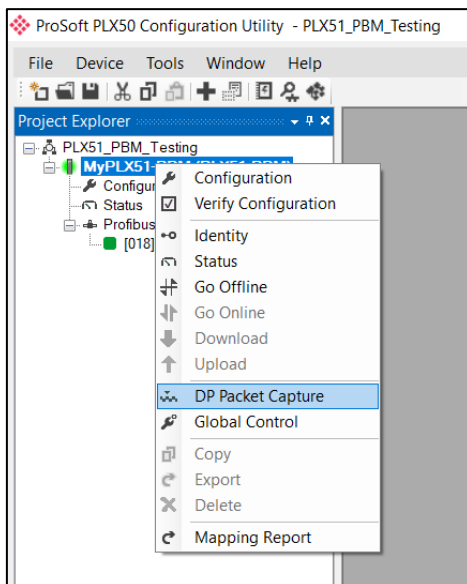 ProSoft PLX50 Configuration Utility - PLX51_PBM_Testing
File Device Tools Window Help
Project Explorer
PLX51_PBM_Testing
MyPLX51-PBM (PLX51-PBM)
Configur
Status
Profibus
[018]
Configuration
Verify Configuration
Identity
Status
Go Offline
Go Online
Download
Upload
DP Packet Capture
Global Control
Copy
Export
Delete
Mapping Report